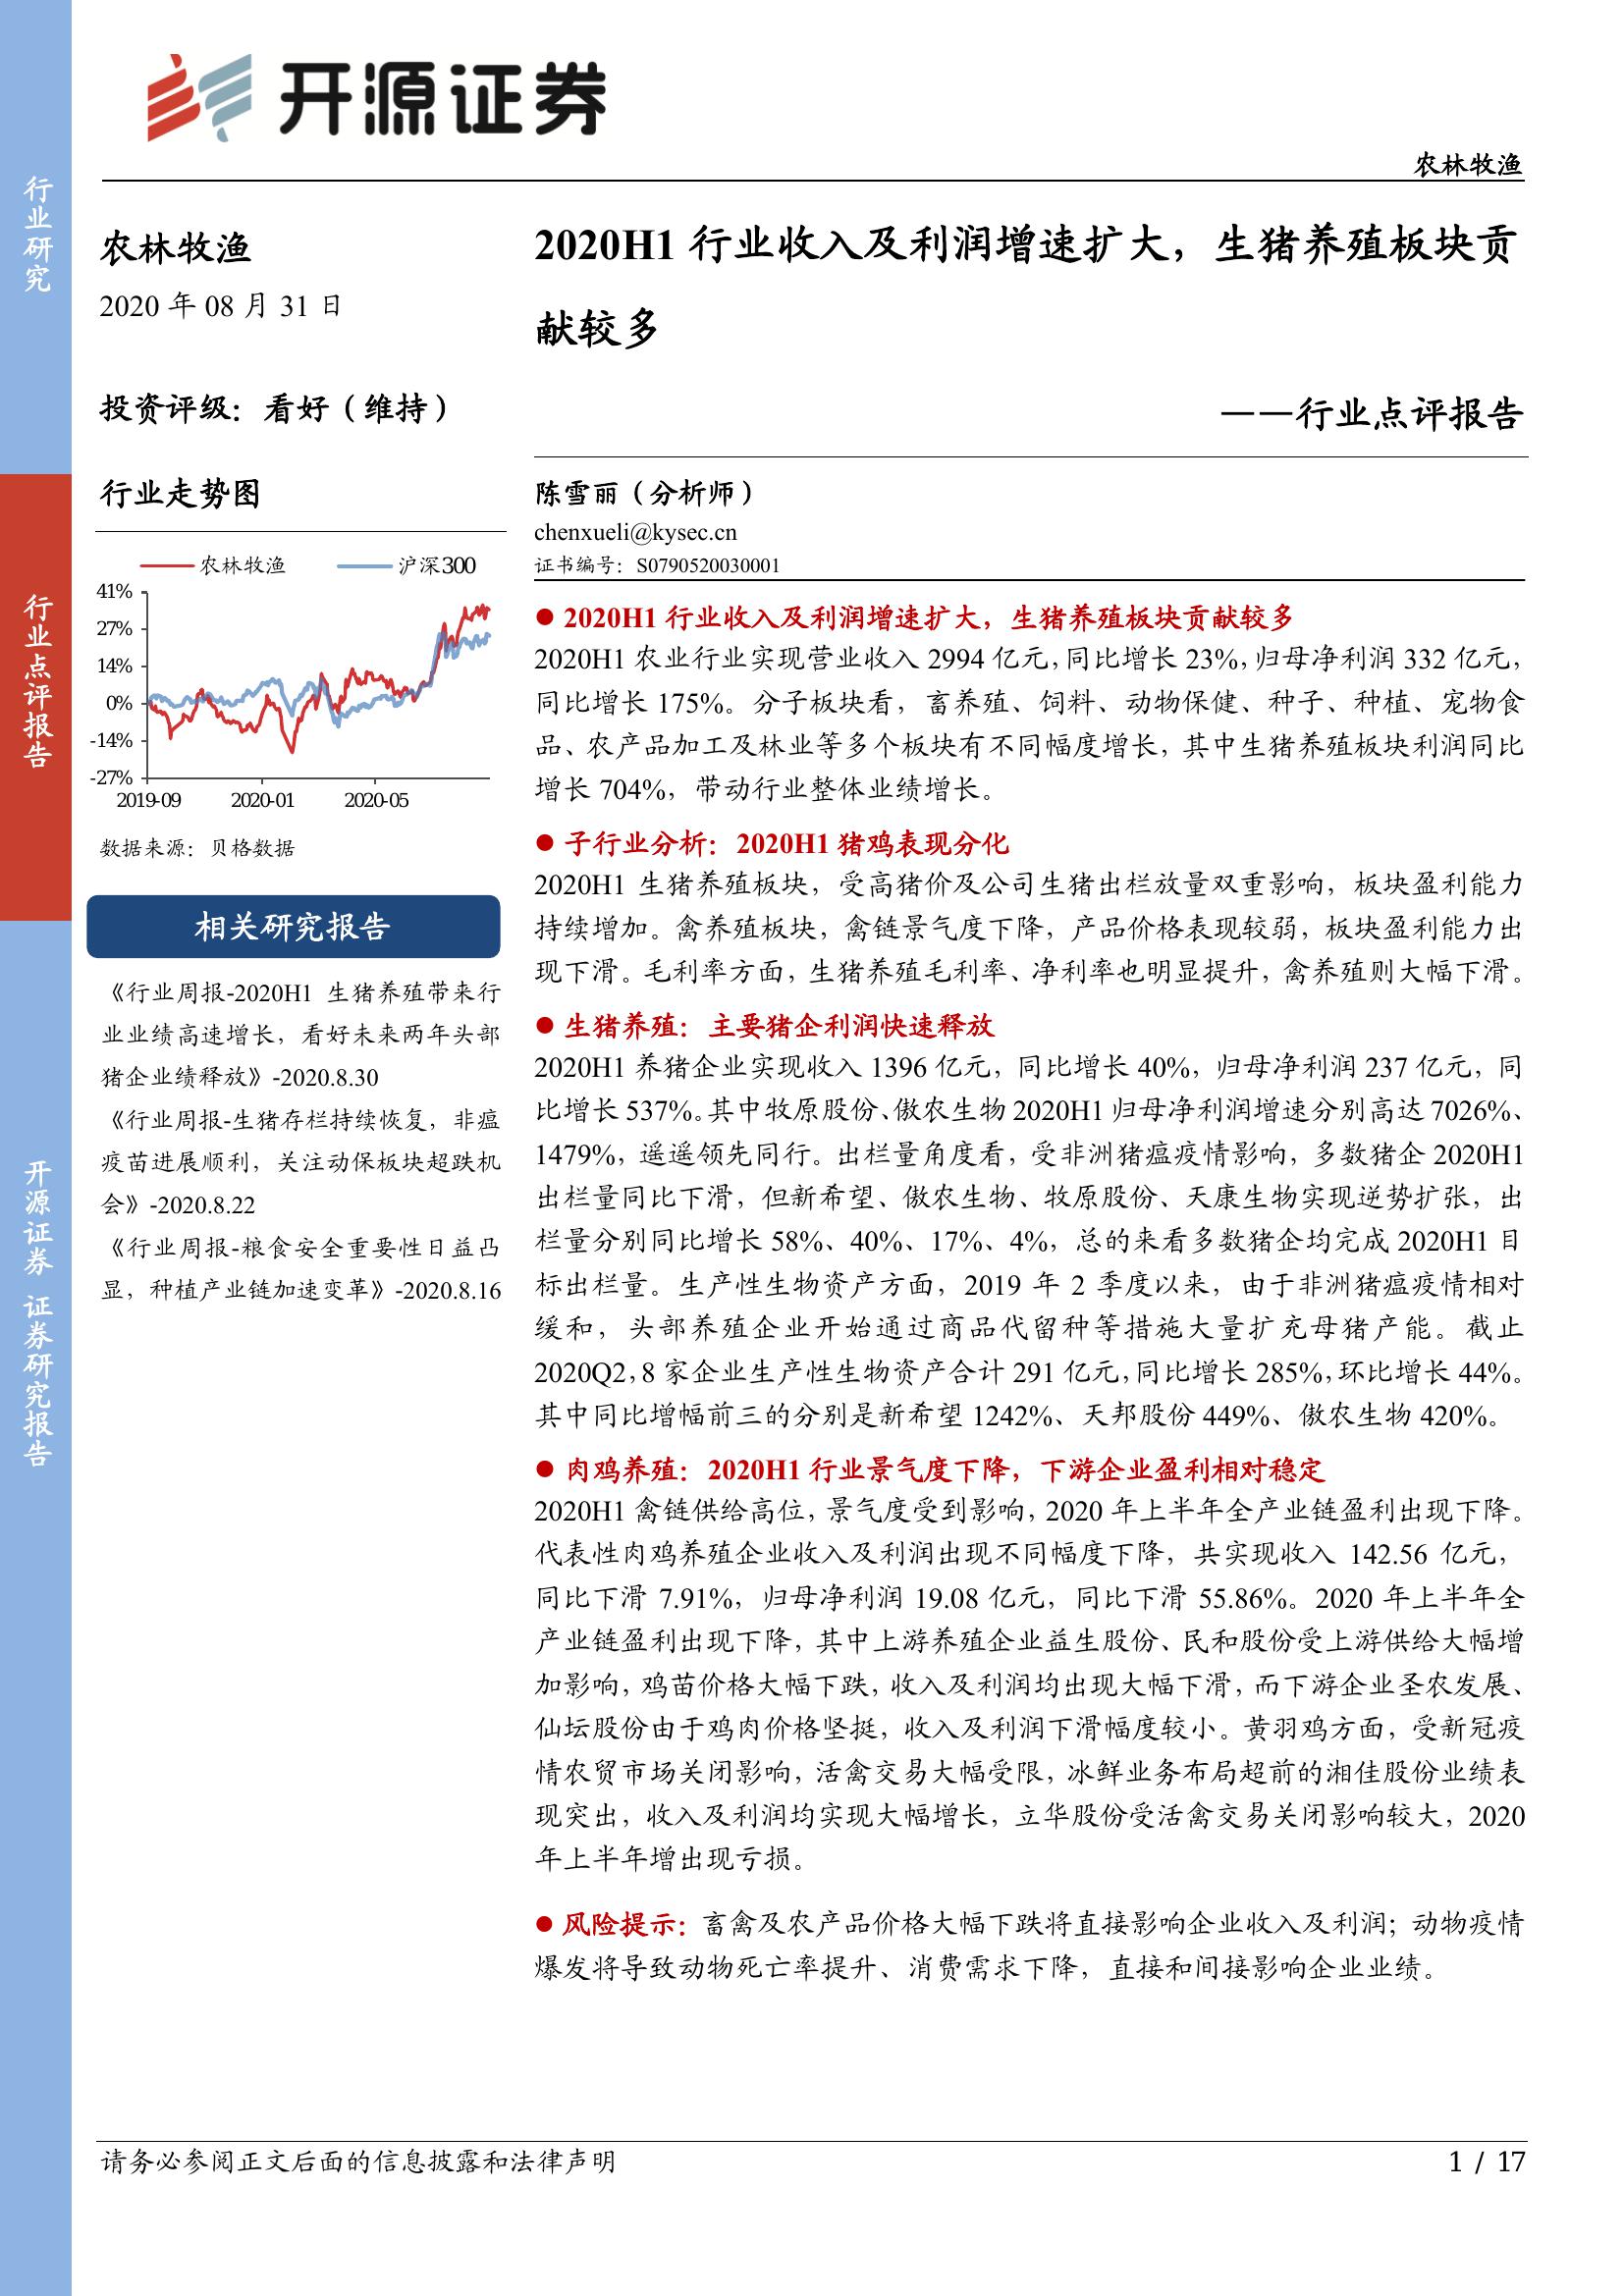 开源证券
农林牧渔
行业研究
行业点评报告
开源证券 证券研究报告
农林牧渔
2020 年 08 月 31 日
投资评级：看好（维持）
行业走势图
农林牧渔 沪深300
41%
27%
14%
0%
-14%
-27%
2019-09 2020-01 2020-05
数据来源：贝格数据
相关研究报告
《行业周报-2020H1 生猪养殖带来行
业业绩高速增长，看好未来两年头部
猪企业绩释放》-2020.8.30
《行业周报-生猪存栏持续恢复，非瘟
疫苗进展顺利，关注动保板块超跌机
会》-2020.8.22
《行业周报-粮食安全重要性日益凸
显，种植产业链加速变革》-2020.8.16
2020H1 行业收入及利润增速扩大，生猪养殖板块贡
献较多
——行业点评报告
陈雪丽（分析师）
chenxueli@kysec.cn
证书编号：S0790520030001
● 2020H1 行业收入及利润增速扩大，生猪养殖板块贡献较多
2020H1 农业行业实现营业收入 2994 亿元，同比增长 23%，归母净利润 332 亿元，
同比增长 175%。分子板块看，畜养殖、饲料、动物保健、种子、种植、宠物食
品、农产品加工及林业等多个板块有不同幅度增长，其中生猪养殖板块利润同比
增长 704%，带动行业整体业绩增长。
● 子行业分析：2020H1 猪鸡表现分化
2020H1 生猪养殖板块，受高猪价及公司生猪出栏放量双重影响，板块盈利能力
持续增加。禽养殖板块，禽链景气度下降，产品价格表现较弱，板块盈利能力出
现下滑。毛利率方面，生猪养殖毛利率、净利率也明显提升，禽养殖则大幅下滑。
● 生猪养殖：主要猪企利润快速释放
2020H1 养猪企业实现收入 1396 亿元，同比增长 40%，归母净利润 237 亿元，同
比增长 537%。其中牧原股份、傲农生物 2020H1 归母净利润增速分别高达 7026%、
1479%，遥遥领先同行。出栏量角度看，受非洲猪瘟疫情影响，多数猪企 2020H1
出栏量同比下滑，但新希望、傲农生物、牧原股份、天康生物实现逆势扩张，出
栏量分别同比增长 58%、40%、17%、4%，总的来看多数猪企均完成 2020H1 目
标出栏量。生产性生物资产方面，2019 年 2 季度以来，由于非洲猪瘟疫情相对
缓和，头部养殖企业开始通过商品代留种等措施大量扩充母猪产能。截止
2020Q2，8 家企业生产性生物资产合计 291 亿元，同比增长 285%，环比增长 44%。
其中同比增幅前三的分别是新希望 1242%、天邦股份 449%、傲农生物 420%。
● 肉鸡养殖：2020H1 行业景气度下降，下游企业盈利相对稳定
2020H1 禽链供给高位，景气度受到影响，2020 年上半年全产业链盈利出现下降。
代表性肉鸡养殖企业收入及利润出现不同幅度下降，共实现收入 142.56 亿元，
同比下滑 7.91%，归母净利润 19.08 亿元，同比下滑 55.86%。2020 年上半年全
产业链盈利出现下降，其中上游养殖企业益生股份、民和股份受上游供给大幅增
加影响，鸡苗价格大幅下跌，收入及利润均出现大幅下滑，而下游企业圣农发展、
仙坛股份由于鸡肉价格坚挺，收入及利润下滑幅度较小。黄羽鸡方面，受新冠疫
情农贸市场关闭影响，活禽交易大幅受限，冰鲜业务布局超前的湘佳股份业绩表
现突出，收入及利润均实现大幅增长，立华股份受活禽交易关闭影响较大，2020
年上半年增出现亏损。
● 风险提示：畜禽及农产品价格大幅下跌将直接影响企业收入及利润；动物疫情
爆发将导致动物死亡率提升、消费需求下降，直接和间接影响企业业绩。
请务必参阅正文后面的信息披露和法律声明
1 / 17